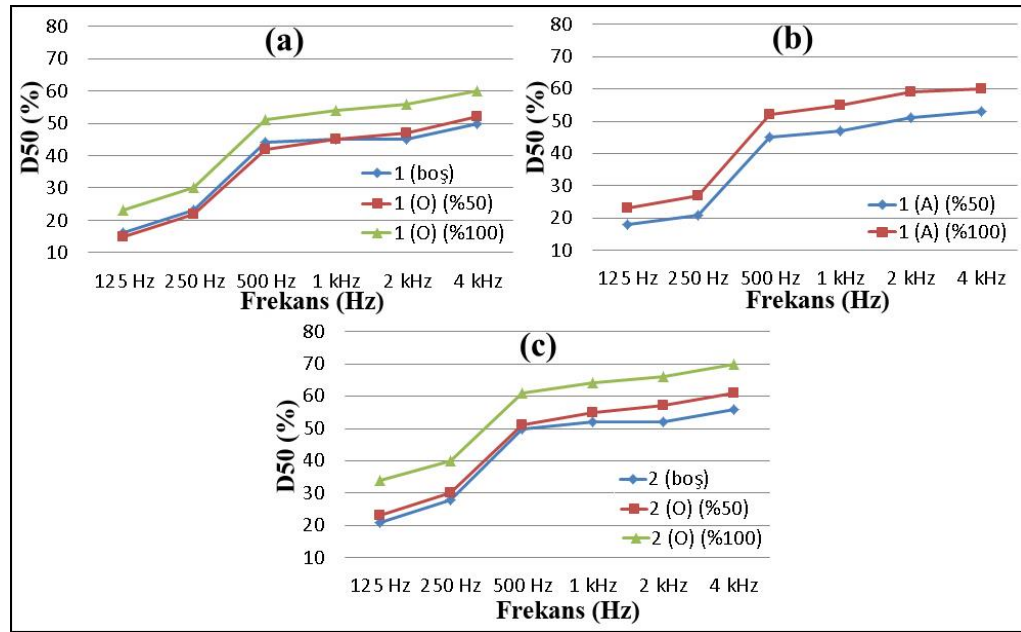 (a)
80
70
60
50
40
30
20
10
D50 (%)
1 (boş)
1 (O) (%50)
1 (O) (%100)
125 Hz 250 Hz 500 Hz 1 kHz 2 kHz 4 kHz
Frekans (Hz)
(b)
80
70
60
50
40
30
20
10
D50 (%)
1 (A) (%50)
1 (A) (%100)
125 Hz 250 Hz 500 Hz 1 kHz 2 kHz 4 kHz
Frekans (Hz)
(c)
80
70
60
50
40
30
20
10
D50 (%)
2 (boş)
2 (O) (%50)
2 (O) (%100)
125 Hz 250 Hz 500 Hz 1 kHz 2 kHz 4 kHz
Frekans (Hz)